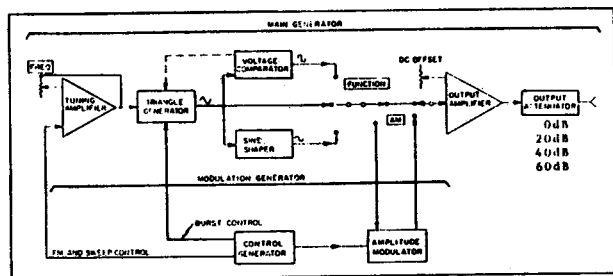 MAIN GENERATOR
FREQ
TUNING
AMPLIFIER
TRIANGLE
GENERATOR
VOLTAGE
COMPARATOR
SINE
SHAPER
FUNCTION
AM
DC OFFSET
OUTPUT
AMPLIFIER
OUTPUT
ATTENUATOR
0dB
20dB
40dB
60dB
MODULATION GENERATOR
BURST CONTROL
FM AND SWEEP CONTROL
CONTROL
GENERATOR
AMPLITUDE
MODULATOR